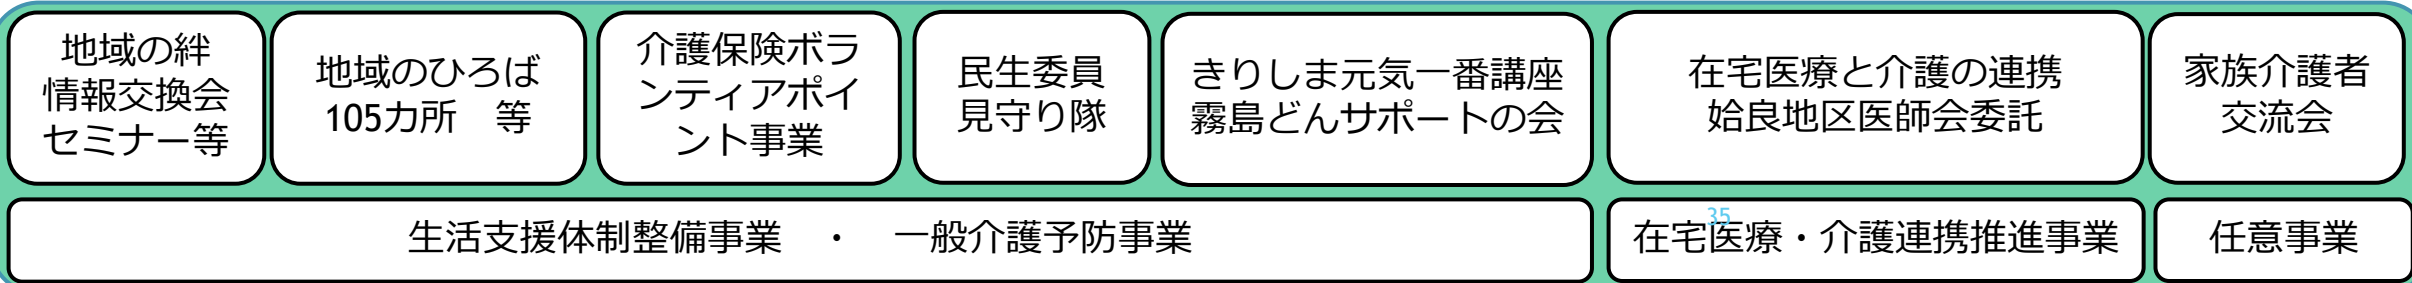 地域の絆
情報交換会
セミナー等
地域のひろば
105カ所　等
介護保険ボラ
ンティアポイ
ント事業
民生委員
見守り隊
きりしま元気一番講座
霧島どんサポートの会
在宅医療と介護の連携
姶良地区医師会委託
家族介護者
交流会
生活支援体制整備事業　・　一般介護予防事業
35
在宅医療・介護連携推進事業
任意事業